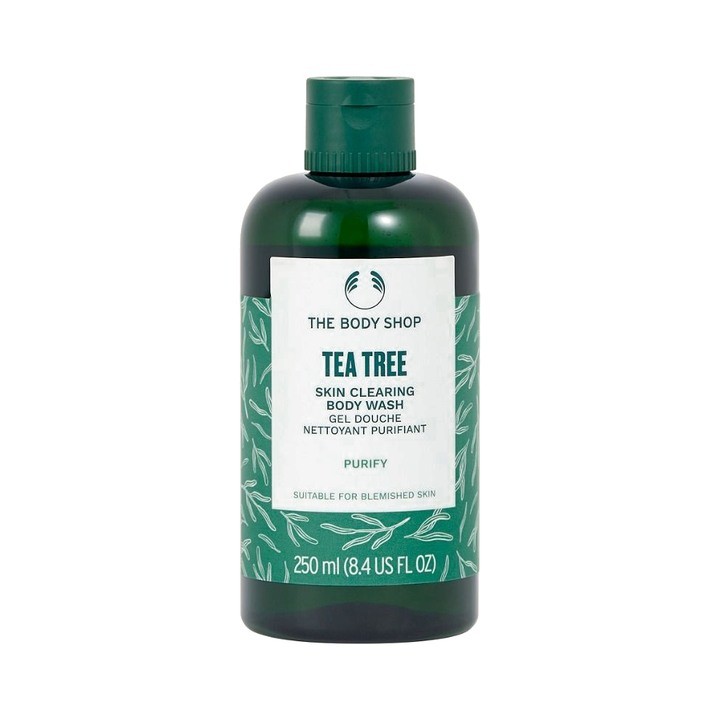 THE BODY SHOP
TEA TREE
SKIN CLEARING
BODY WASH
GEL DOUCHE
NETTOYANT PURIFIANT
PURIFY
SUITABLE FOR BLEMISHED SKIN
250 ml (8.4 US FL OZ)